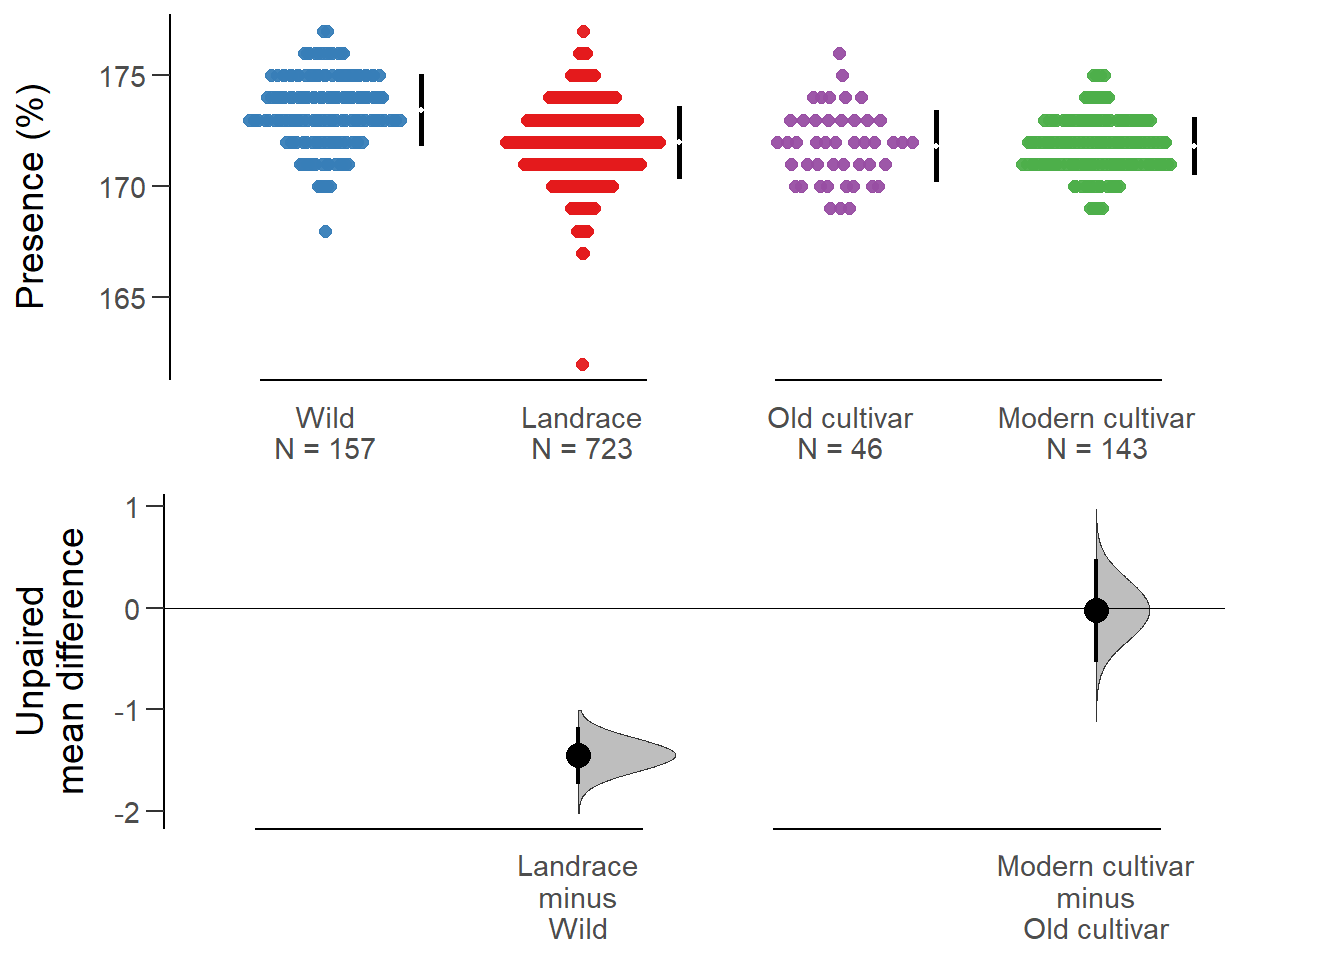 Presence (%)
175
170
165
Wild
N = 157
Landrace
N = 723
Old cultivar
N = 46
Modern cultivar
N = 143
Unpaired
mean difference
1
0
-1
-2
Landrace
minus
Wild
Modern cultivar
minus
Old cultivar